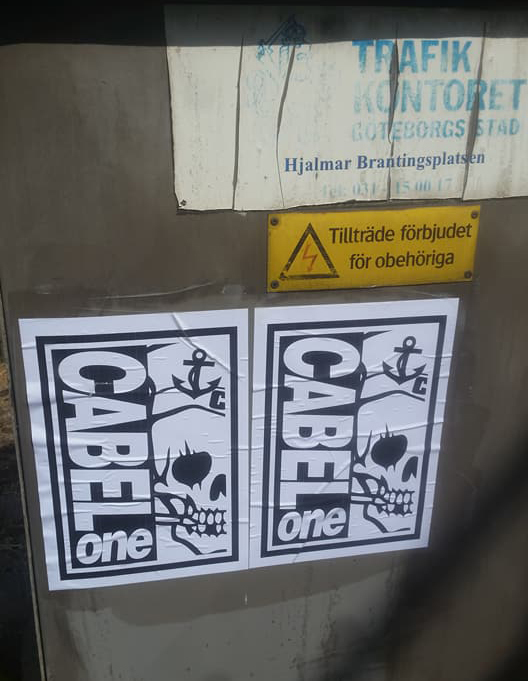 TRAFIK
KONTORET
GÖTEBORGS STAD
Hjalmar Brantingsplatsen
Tillträde förbjudet
för obehöriga
CABEL
one
C
CABEL
one
C